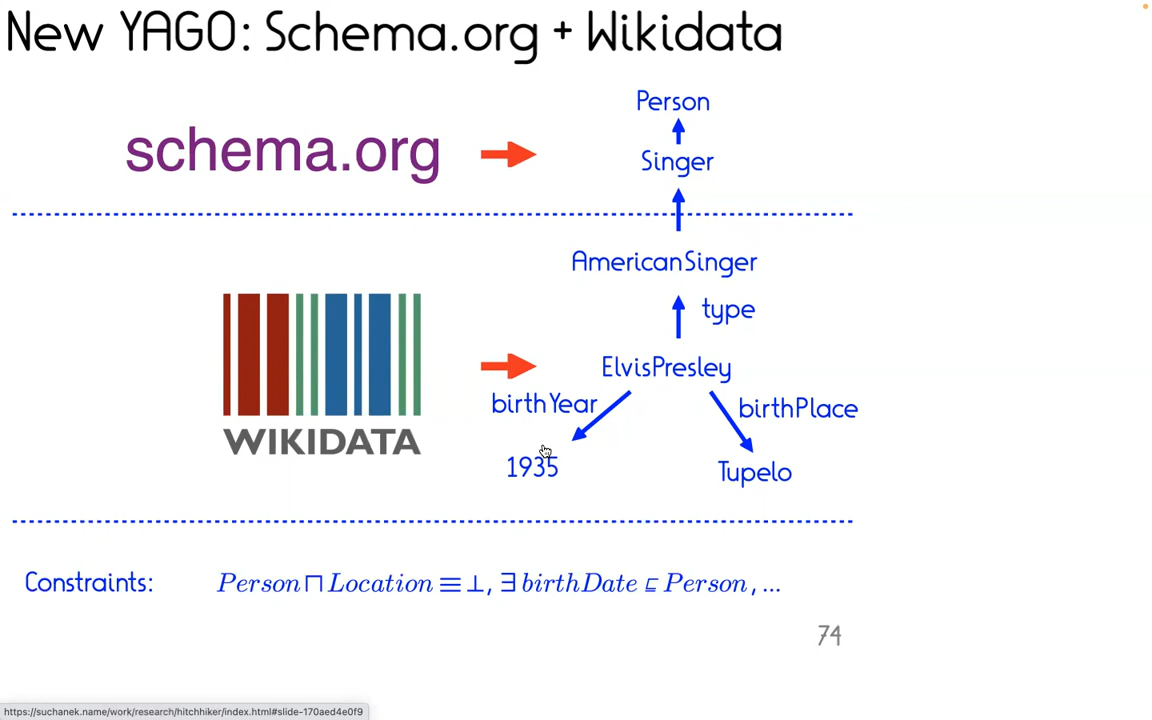 New YAGO: Schema.org + Wikidata
Person
schema.org
Singer
AmericanSinger
type
ElvisPresley
birthYear
birthPlace
WIKIDATA
1935
Tupelo
Constraints: Person ⊓ Location ≡ ⊥, ∃ birthDate ⊑ Person, ...
74
https://suchanek.name/work/research/hitchhiker/index.html#slide-170aed4e0f9